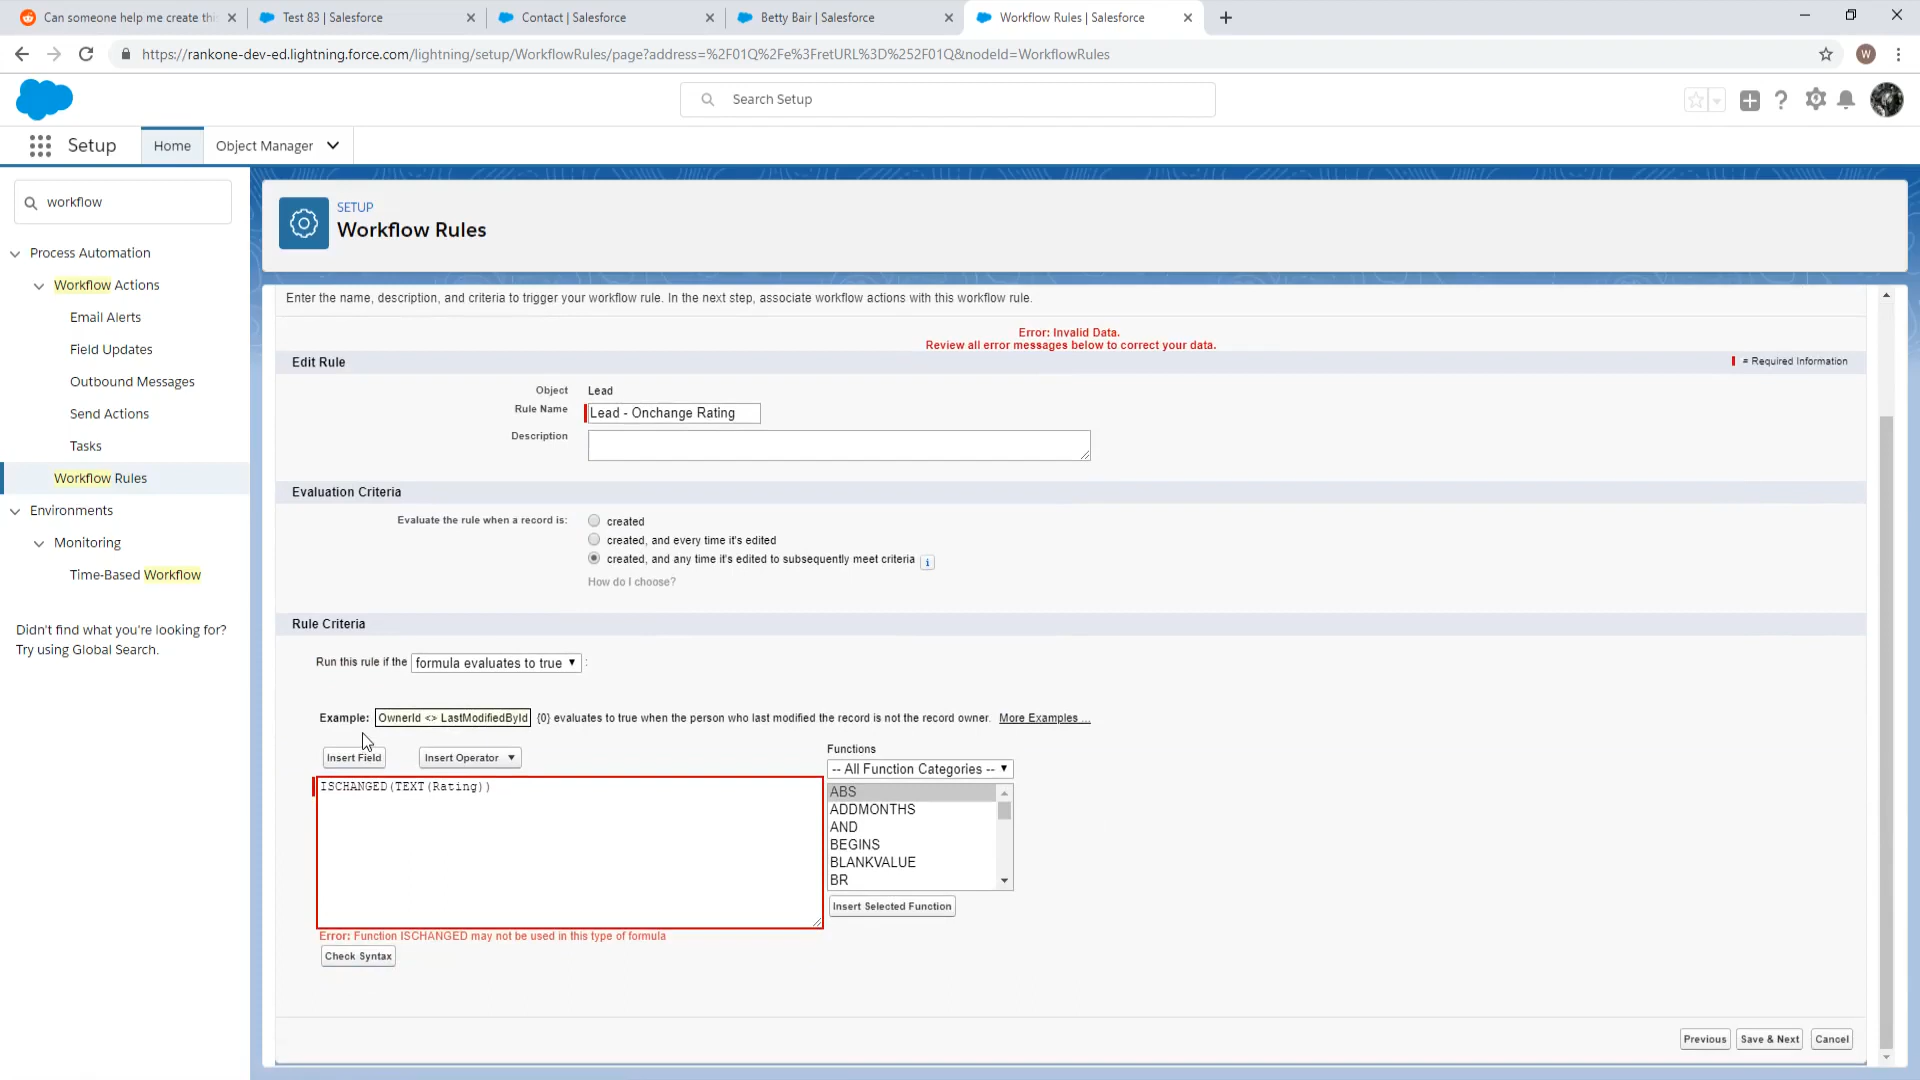 Can someone help me create thi
Test 83 | Salesforce
Contact | Salesforce
Betty Bair | Salesforce
Workflow Rules | Salesforce
https://rankone-dev-ed.lightning.force.com/lightning/setup/WorkflowRules/page?address=%2F01Q%2Fe%3FretURL%3D%252F01Q&nodeId=WorkflowRules
W
Search Setup
Setup
Home
Object Manager
workflow
SETUP
Workflow Rules
Process Automation
Workflow Actions
Email Alerts
Field Updates
Outbound Messages
Send Actions
Tasks
Workflow Rules
Environments
Monitoring
Time-Based Workflow
Didn't find what you're looking for?
Try using Global Search.
Enter the name, description, and criteria to trigger your workflow rule. In the next step, associate workflow actions with this workflow rule.
Error: Invalid Data.
Review all error messages below to correct your data.
Edit Rule
= Required Information
Object Lead
Rule Name Lead - Onchange Rating
Description
Evaluation Criteria
Evaluate the rule when a record is: created
created, and every time it's edited
created, and any time it's edited to subsequently meet criteria i
How do I choose?
Rule Criteria
Run this rule if the formula evaluates to true :
Example: OwnerId <> LastModifiedById {0} evaluates to true when the person who last modified the record is not the record owner. More Examples ...
Insert Field Insert Operator
Functions
-- All Function Categories --
ISCHANGED(TEXT(Rating))
ABS
ADDMONTHS
AND
BEGINS
BLANKVALUE
BR
Insert Selected Function
Error: Function ISCHANGED may not be used in this type of formula
Check Syntax
Previous Save & Next Cancel